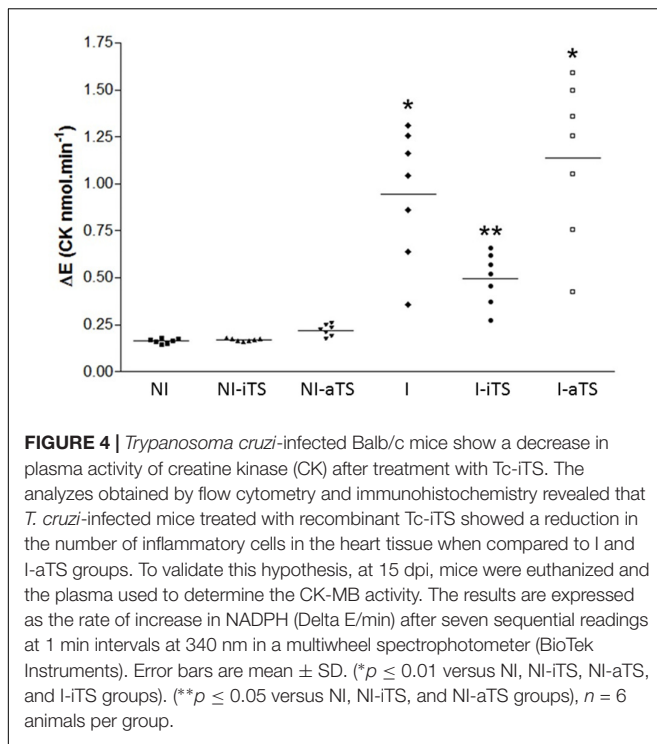 1.75
1.50
1.25
1.00
0.75
0.50
0.25
0.00
ΔE (CK nmol.min-1)
*
**
*
NI NI-iTS NI-aTS I I-iTS I-aTS
FIGURE 4 | Trypanosoma cruzi-infected Balb/c mice show a decrease in
plasma activity of creatine kinase (CK) after treatment with Tc-iTS. The
analyzes obtained by flow cytometry and immunohistochemistry revealed that
T. cruzi-infected mice treated with recombinant Tc-iTS showed a reduction in
the number of inflammatory cells in the heart tissue when compared to I and
I-aTS groups. To validate this hypothesis, at 15 dpi, mice were euthanized and
the plasma used to determine the CK-MB activity. The results are expressed
as the rate of increase in NADPH (Delta E/min) after seven sequential readings
at 1 min intervals at 340 nm in a multiwheel spectrophotometer (BioTek
Instruments). Error bars are mean ± SD. (*p ≤ 0.01 versus NI, NI-iTS, NI-aTS,
and I-iTS groups). (**p ≤ 0.05 versus NI, NI-iTS, and NI-aTS groups), n = 6
animals per group.